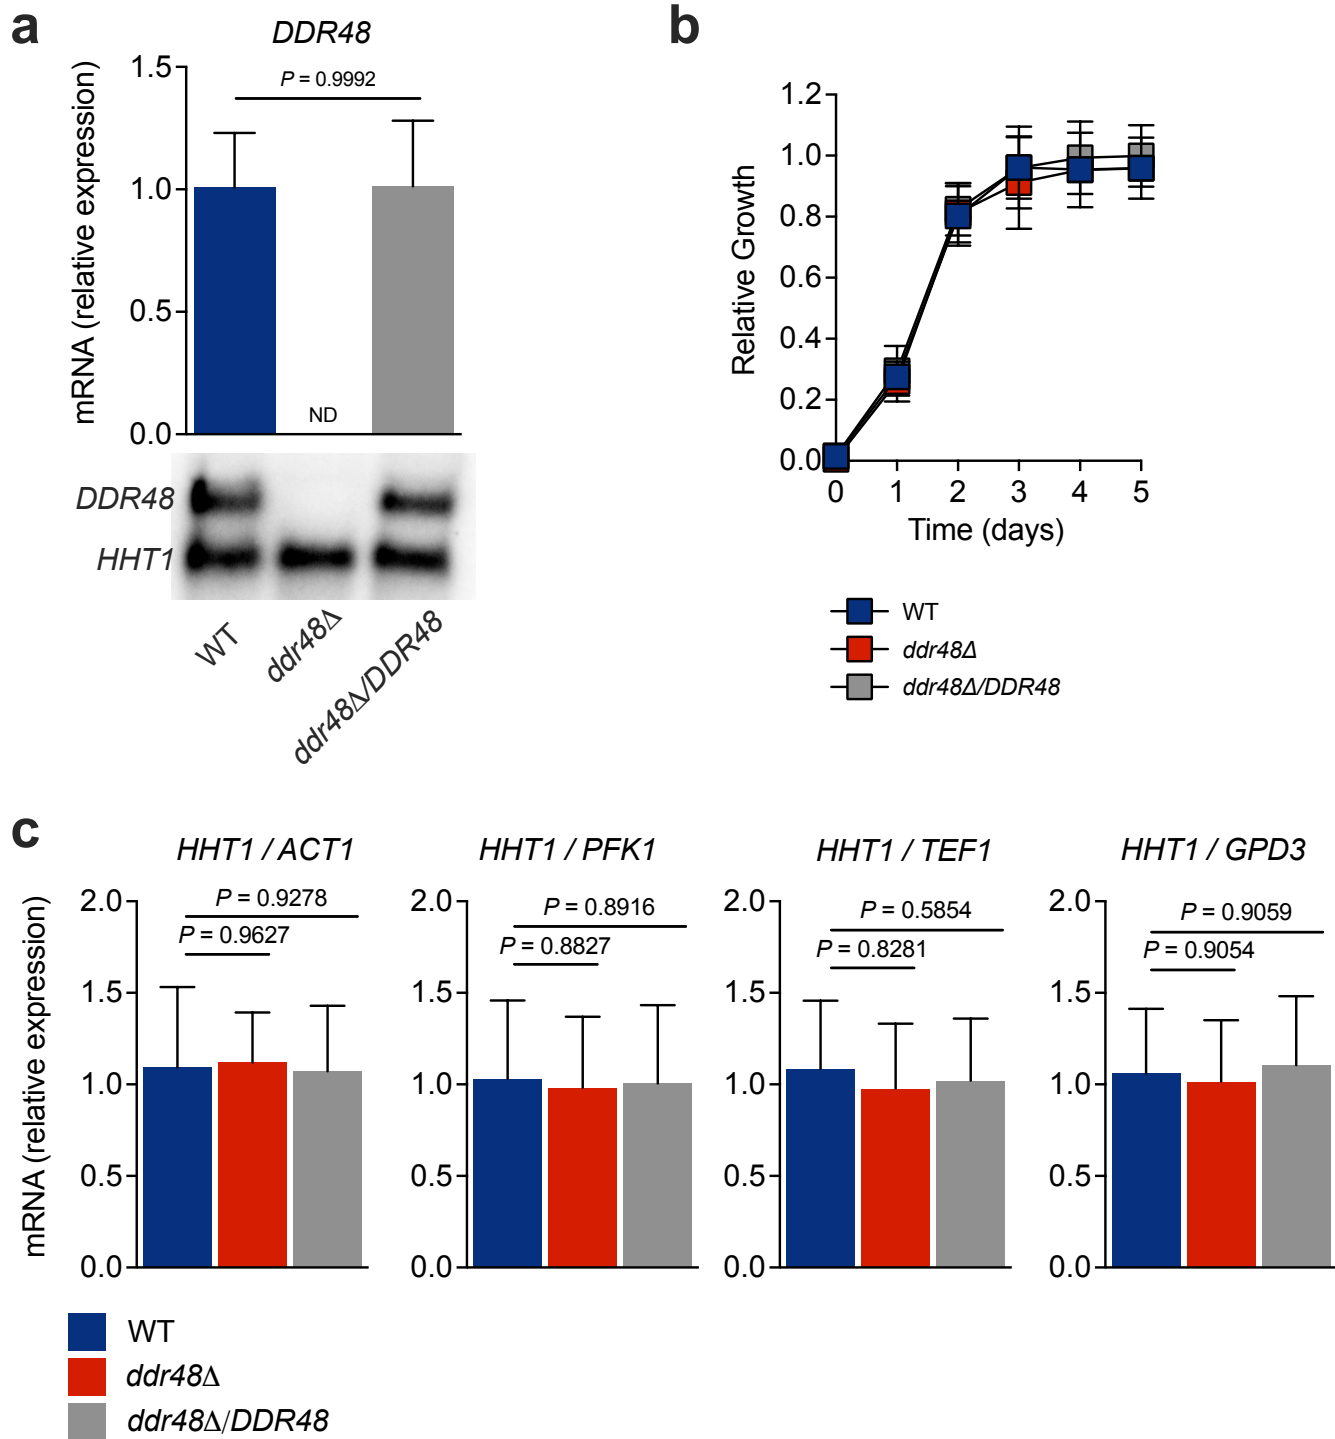 a
DDR48
mRNA (relative expression)
1.5
1.0
0.5
0.0
P = 0.9992
ND
DDR48
HHT1
WT
ddr48Δ
ddr48Δ/DDR48
b
Relative Growth
1.2
1.0
0.8
0.6
0.4
0.2
0.0
0 1 2 3 4 5
Time (days)
WT
ddr48Δ
ddr48Δ/DDR48
c
mRNA (relative expression)
HHT1 / ACT1
2.0
1.5
1.0
0.5
0.0
P = 0.9278
P = 0.9627
HHT1 / PFK1
2.0
1.5
1.0
0.5
0.0
P = 0.8916
P = 0.8827
HHT1 / TEF1
2.0
1.5
1.0
0.5
0.0
P = 0.5854
P = 0.8281
HHT1 / GPD3
2.0
1.5
1.0
0.5
0.0
P = 0.9059
P = 0.9054
WT
ddr48Δ
ddr48Δ/DDR48